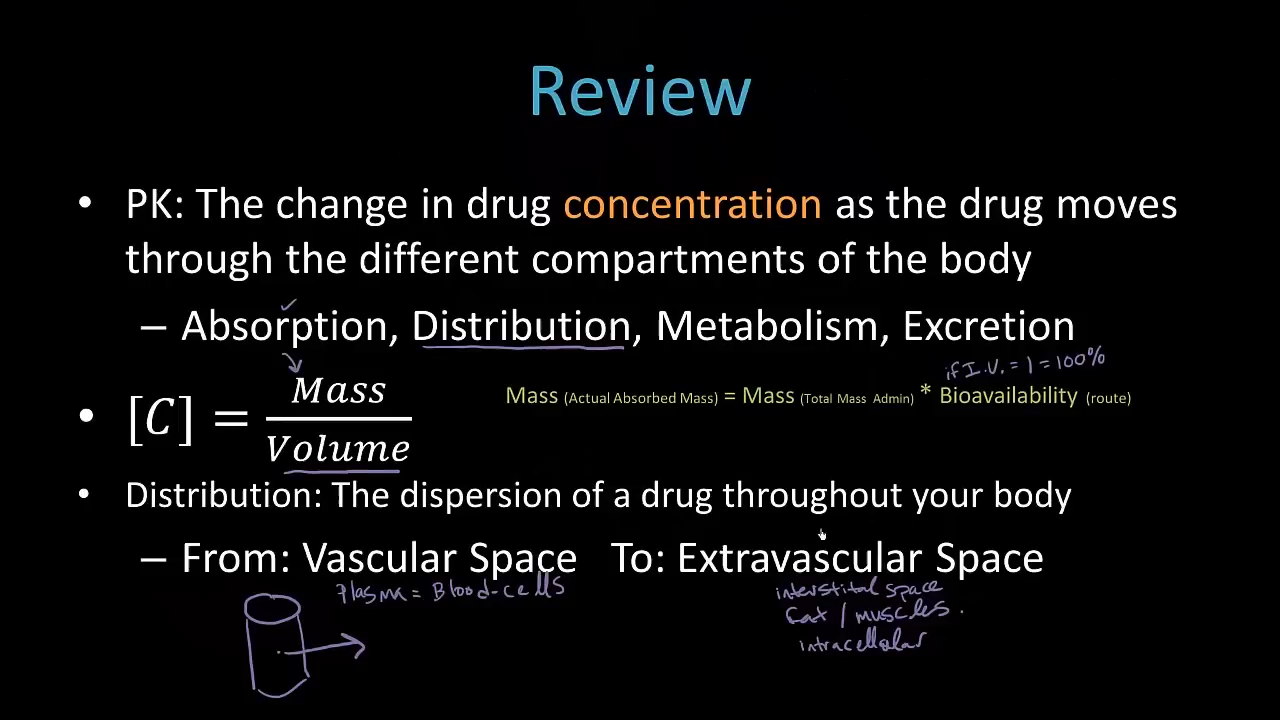 Review
• PK: The change in drug concentration as the drug moves
through the different compartments of the body
– Absorption, Distribution, Metabolism, Excretion
if I.V. = 1 = 100%
• [C] = Mass / Volume
Mass (Actual Absorbed Mass) = Mass (Total Mass Admin) * Bioavailability (route)
• Distribution: The dispersion of a drug throughout your body
– From: Vascular Space To: Extravascular Space
Plasma = Blood-cells
interstital space
fat / muscles.
intracellular